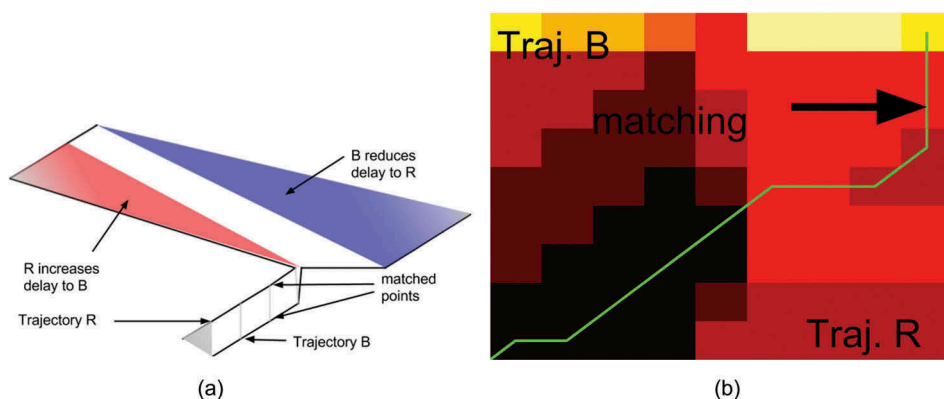 B reduces
delay to R
R increases
delay to B
matched
points
Trajectory R
Trajectory B
(a)
Traj. B
matching
Traj. R
(b)